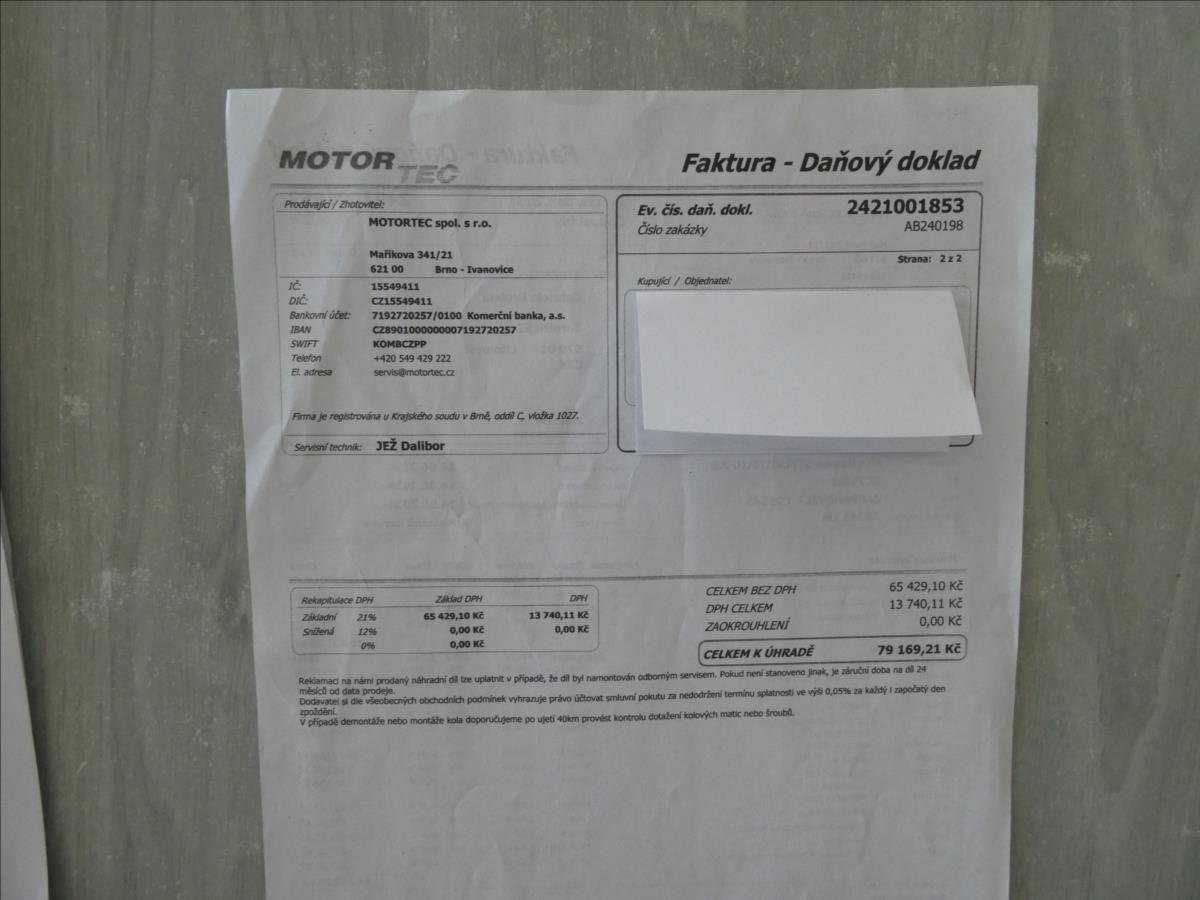 MOTOR
TEC
Faktura - Daňový doklad
Prodávající / Zhotovitel:
MOTORTEC spol. s r.o.
Maříkova 341/21
621 00 Brno - Ivanovice
IČ: 15549411
DIČ: CZ15549411
Bankovní účet: 7192720257/0100 Komerční banka, a.s.
IBAN CZ8901000000007192720257
SWIFT KOMBCZPP
Telefon +420 549 429 222
El. adresa servis@motortec.cz
Firma je registrována u Krajského soudu v Brně, oddíl C, vložka 1027.
Servisní technik: JEŽ Dalibor
Ev. čís. daň. dokl. 2421001853
Číslo zakázky AB240198
Strana: 2 z 2
Kupující / Objednatel:
Rekapitulace DPH Základ DPH DPH
Základní 21% 65 429,10 Kč 13 740,11 Kč
Snížená 12% 0,00 Kč 0,00 Kč
0% 0,00 Kč
CELKEM BEZ DPH 65 429,10 Kč
DPH CELKEM 13 740,11 Kč
ZAOKROUHLENÍ 0,00 Kč
CELKEM K ÚHRADĚ 79 169,21 Kč
Reklamaci na námi prodaný náhradní díl lze uplatnit v případě, že díl byl namontován odborným servisem. Pokud není stanoveno jinak, je záruční doba na díl 24
měsíců od data prodeje.
Dodavatel si dle všeobecných obchodních podmínek vyhrazuje právo účtovat smluvní pokutu za nedodržení termínu splatnosti ve výši 0,05% za každý i započatý den
zpoždění.
V případě demontáže nebo montáže kola doporučujeme po ujetí 40km provést kontrolu dotažení kolových matic nebo šroubů.